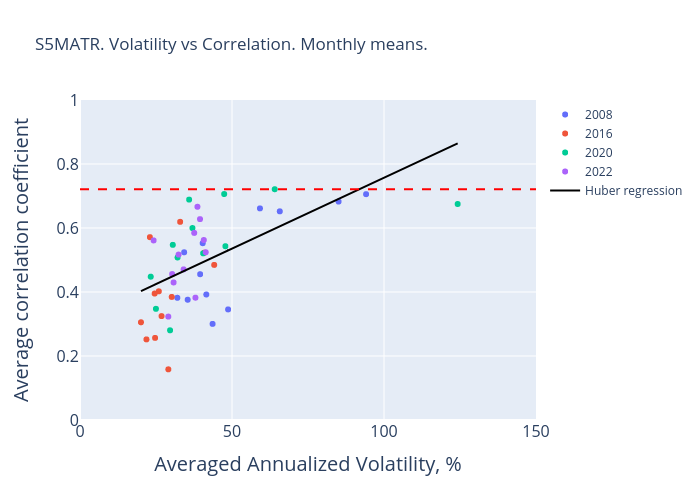 S5MATR. Volatility vs Correlation. Monthly means.
2008
2016
2020
2022
Huber regression
Average correlation coefficient
1
0.8
0.6
0.4
0.2
0
0 50 100 150
Averaged Annualized Volatility, %